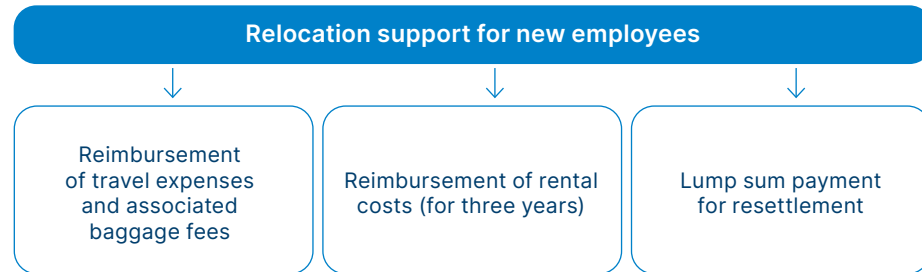 Relocation support for new employees
Reimbursement
of travel expenses
and associated
baggage fees
Reimbursement of rental
costs (for three years)
Lump sum payment
for resettlement